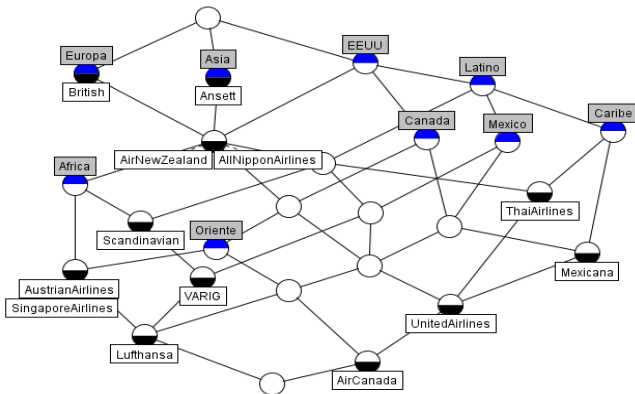 EEUU
Europa
Asia
Latino
British
Ansett
Caribe
Canada
Mexico
AirNewZealand
AllNipponAirlines
Africa
ThaiAirlines
Scandinavian
Oriente
Mexicana
AustrianAirlines
VARIG
SingaporeAirlines
UnitedAirlines
Lufthansa
AirCanada